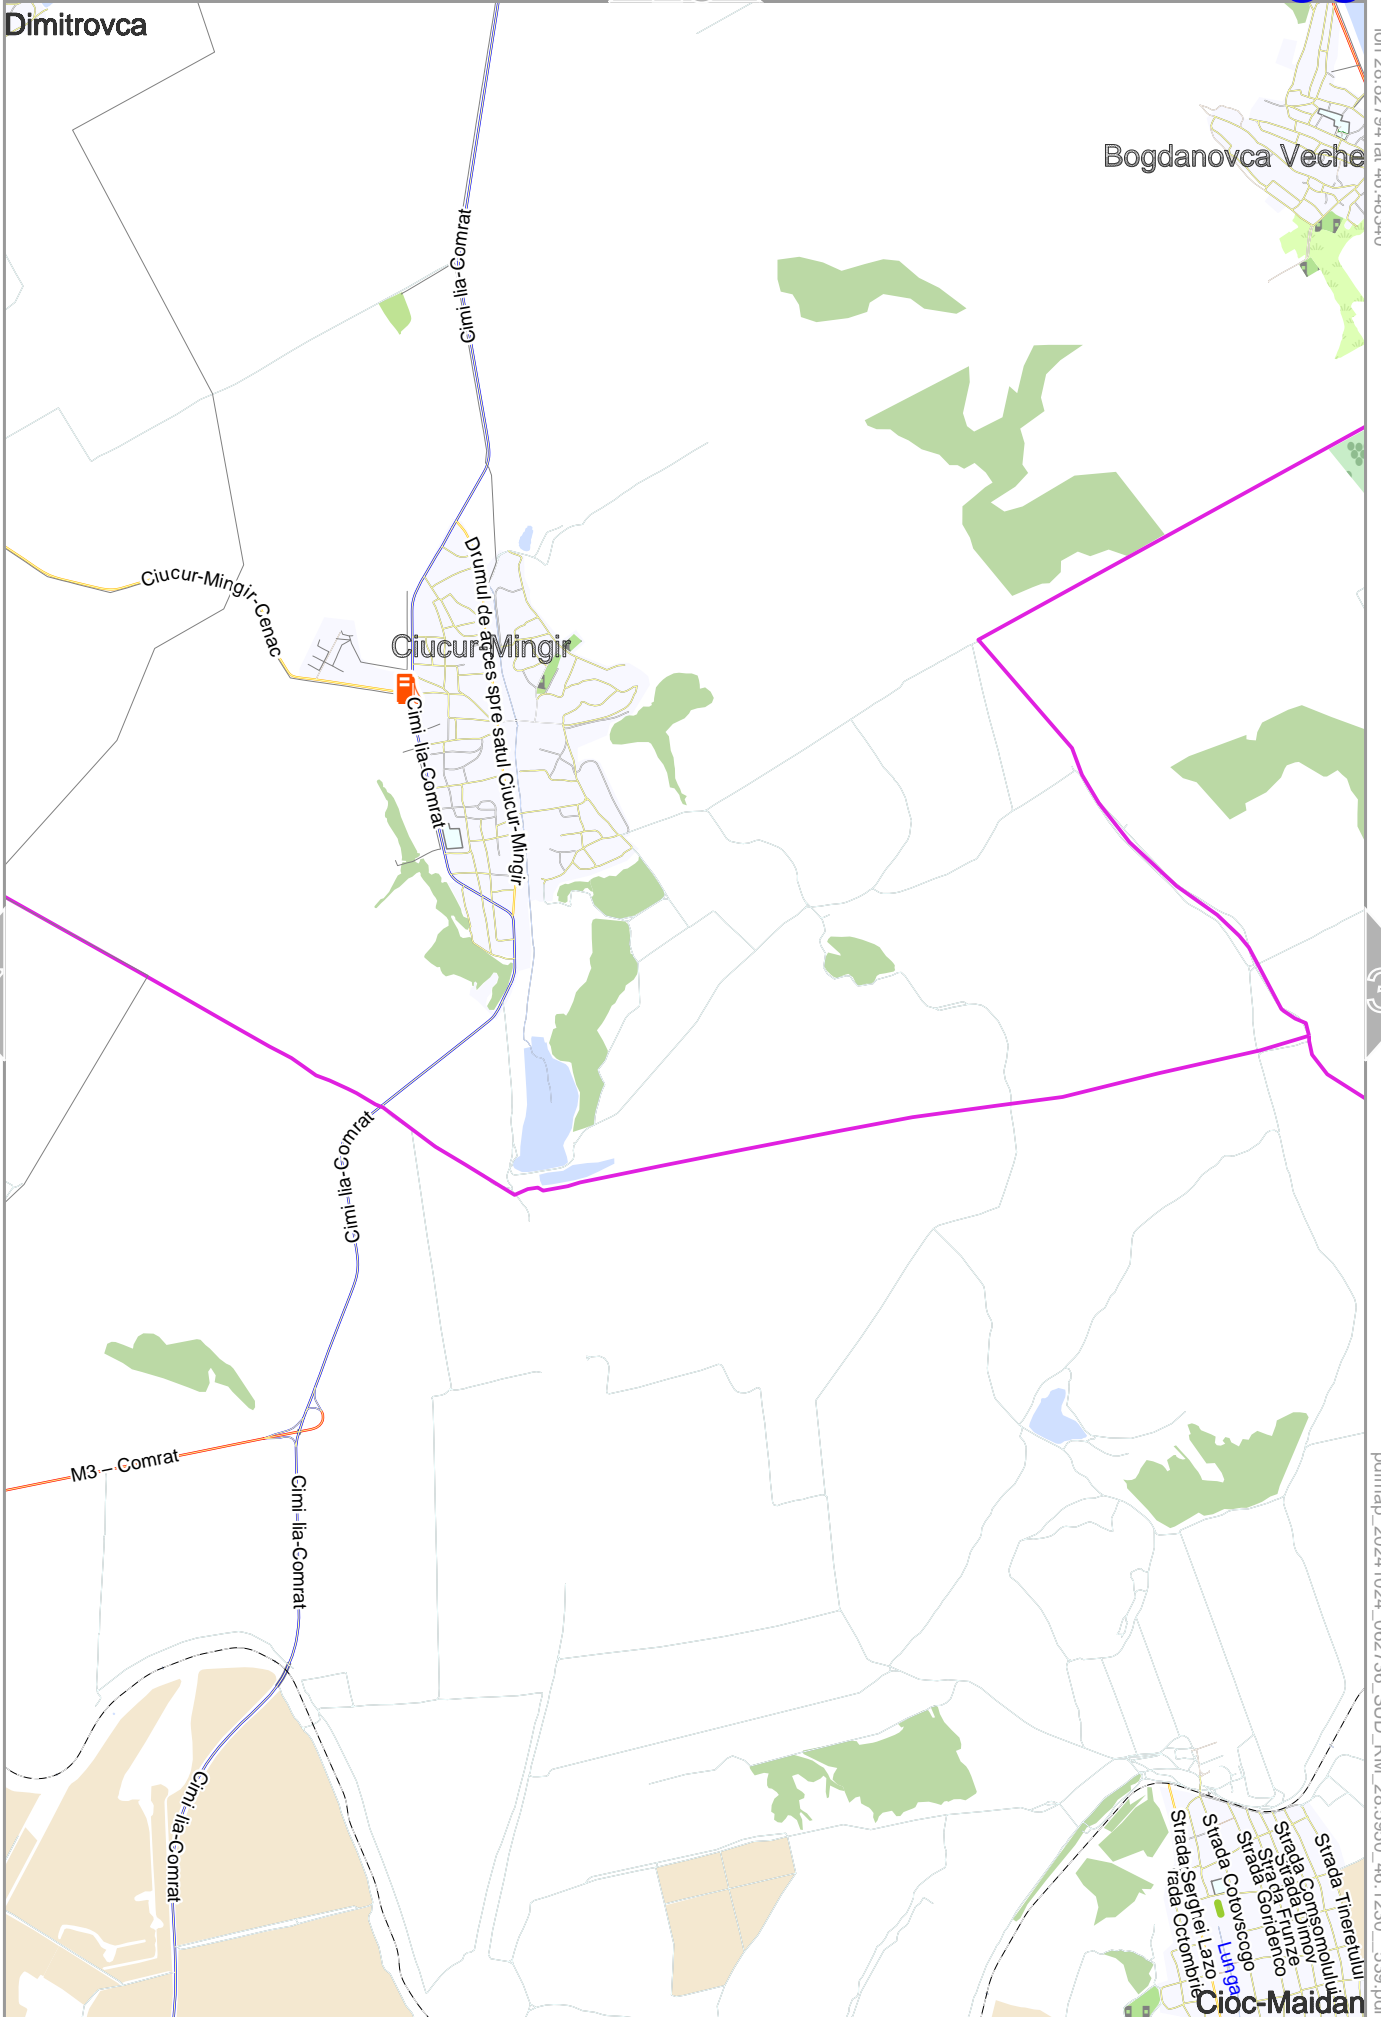 Dimitrovca
Bogdanovca Veche
Cimi-lia-Comrat
Ciucur-Mingir-Cenac
Drumul de acces spre satul Ciucur-Mingir
Ciucur-Mingir
Cimi-lia-Comrat
Cimi-lia-Comrat
M3 – Comrat
Cimi-lia-Comrat
Cimi-lia-Comrat
Strada Serghei Lazo
rada Octombrie
Strada Cotovscogo
Strada Goridenco
Strada Frunze
Strada Dimov
Strada Comsomolului
Strada Tineretului
Lunga
Cioc-Maidan